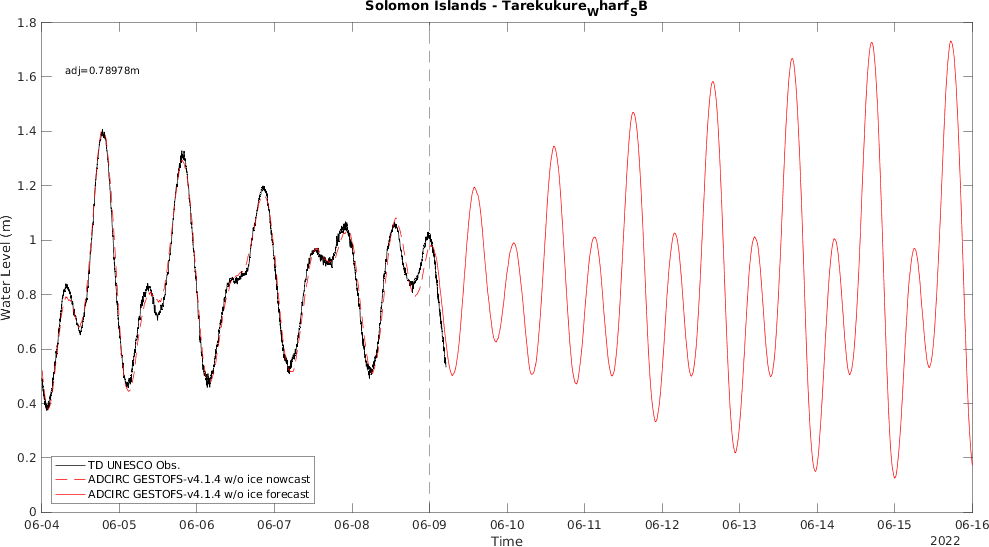 Solomon Islands - TarekukureWharfSB
1.8
adj=0.78978m
1.6
1.4
1.2
1
0.8
0.6
0.4
0.2
0
Water Level (m)
TD UNESCO Obs.
ADCIRC GESTOFS-v4.1.4 w/o ice nowcast
ADCIRC GESTOFS-v4.1.4 w/o ice forecast
06-04 06-05 06-06 06-07 06-08 06-09 06-10 06-11 06-12 06-13 06-14 06-15 06-16
Time
2022